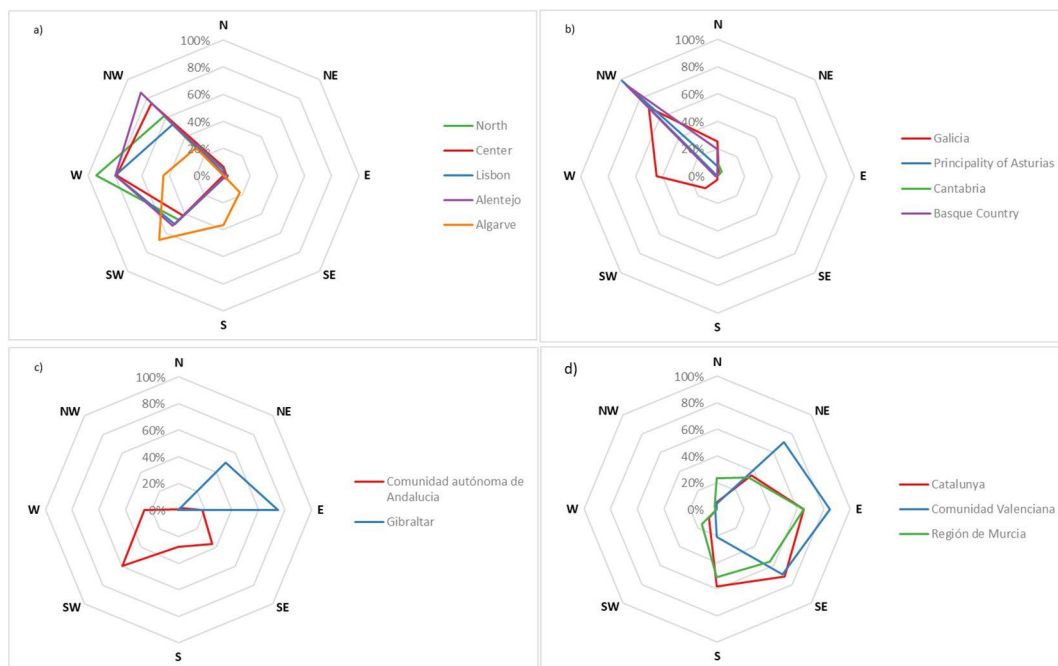 a)
N
NE
E
SE
S
SW
W
NW
100%
80%
60%
40%
20%
0%
North
Center
Lisbon
Alentejo
Algarve
b)
N
NE
E
SE
S
SW
W
NW
100%
80%
60%
40%
20%
0%
Galicia
Principality of Asturias
Cantabria
Basque Country
c)
N
NE
E
SE
S
SW
W
NW
100%
80%
60%
40%
20%
0%
Comunidad autónoma de
Andalucia
Gibraltar
d)
N
NE
E
SE
S
SW
W
NW
100%
80%
60%
40%
20%
0%
Catalunya
Comunidad Valenciana
Región de Murcia